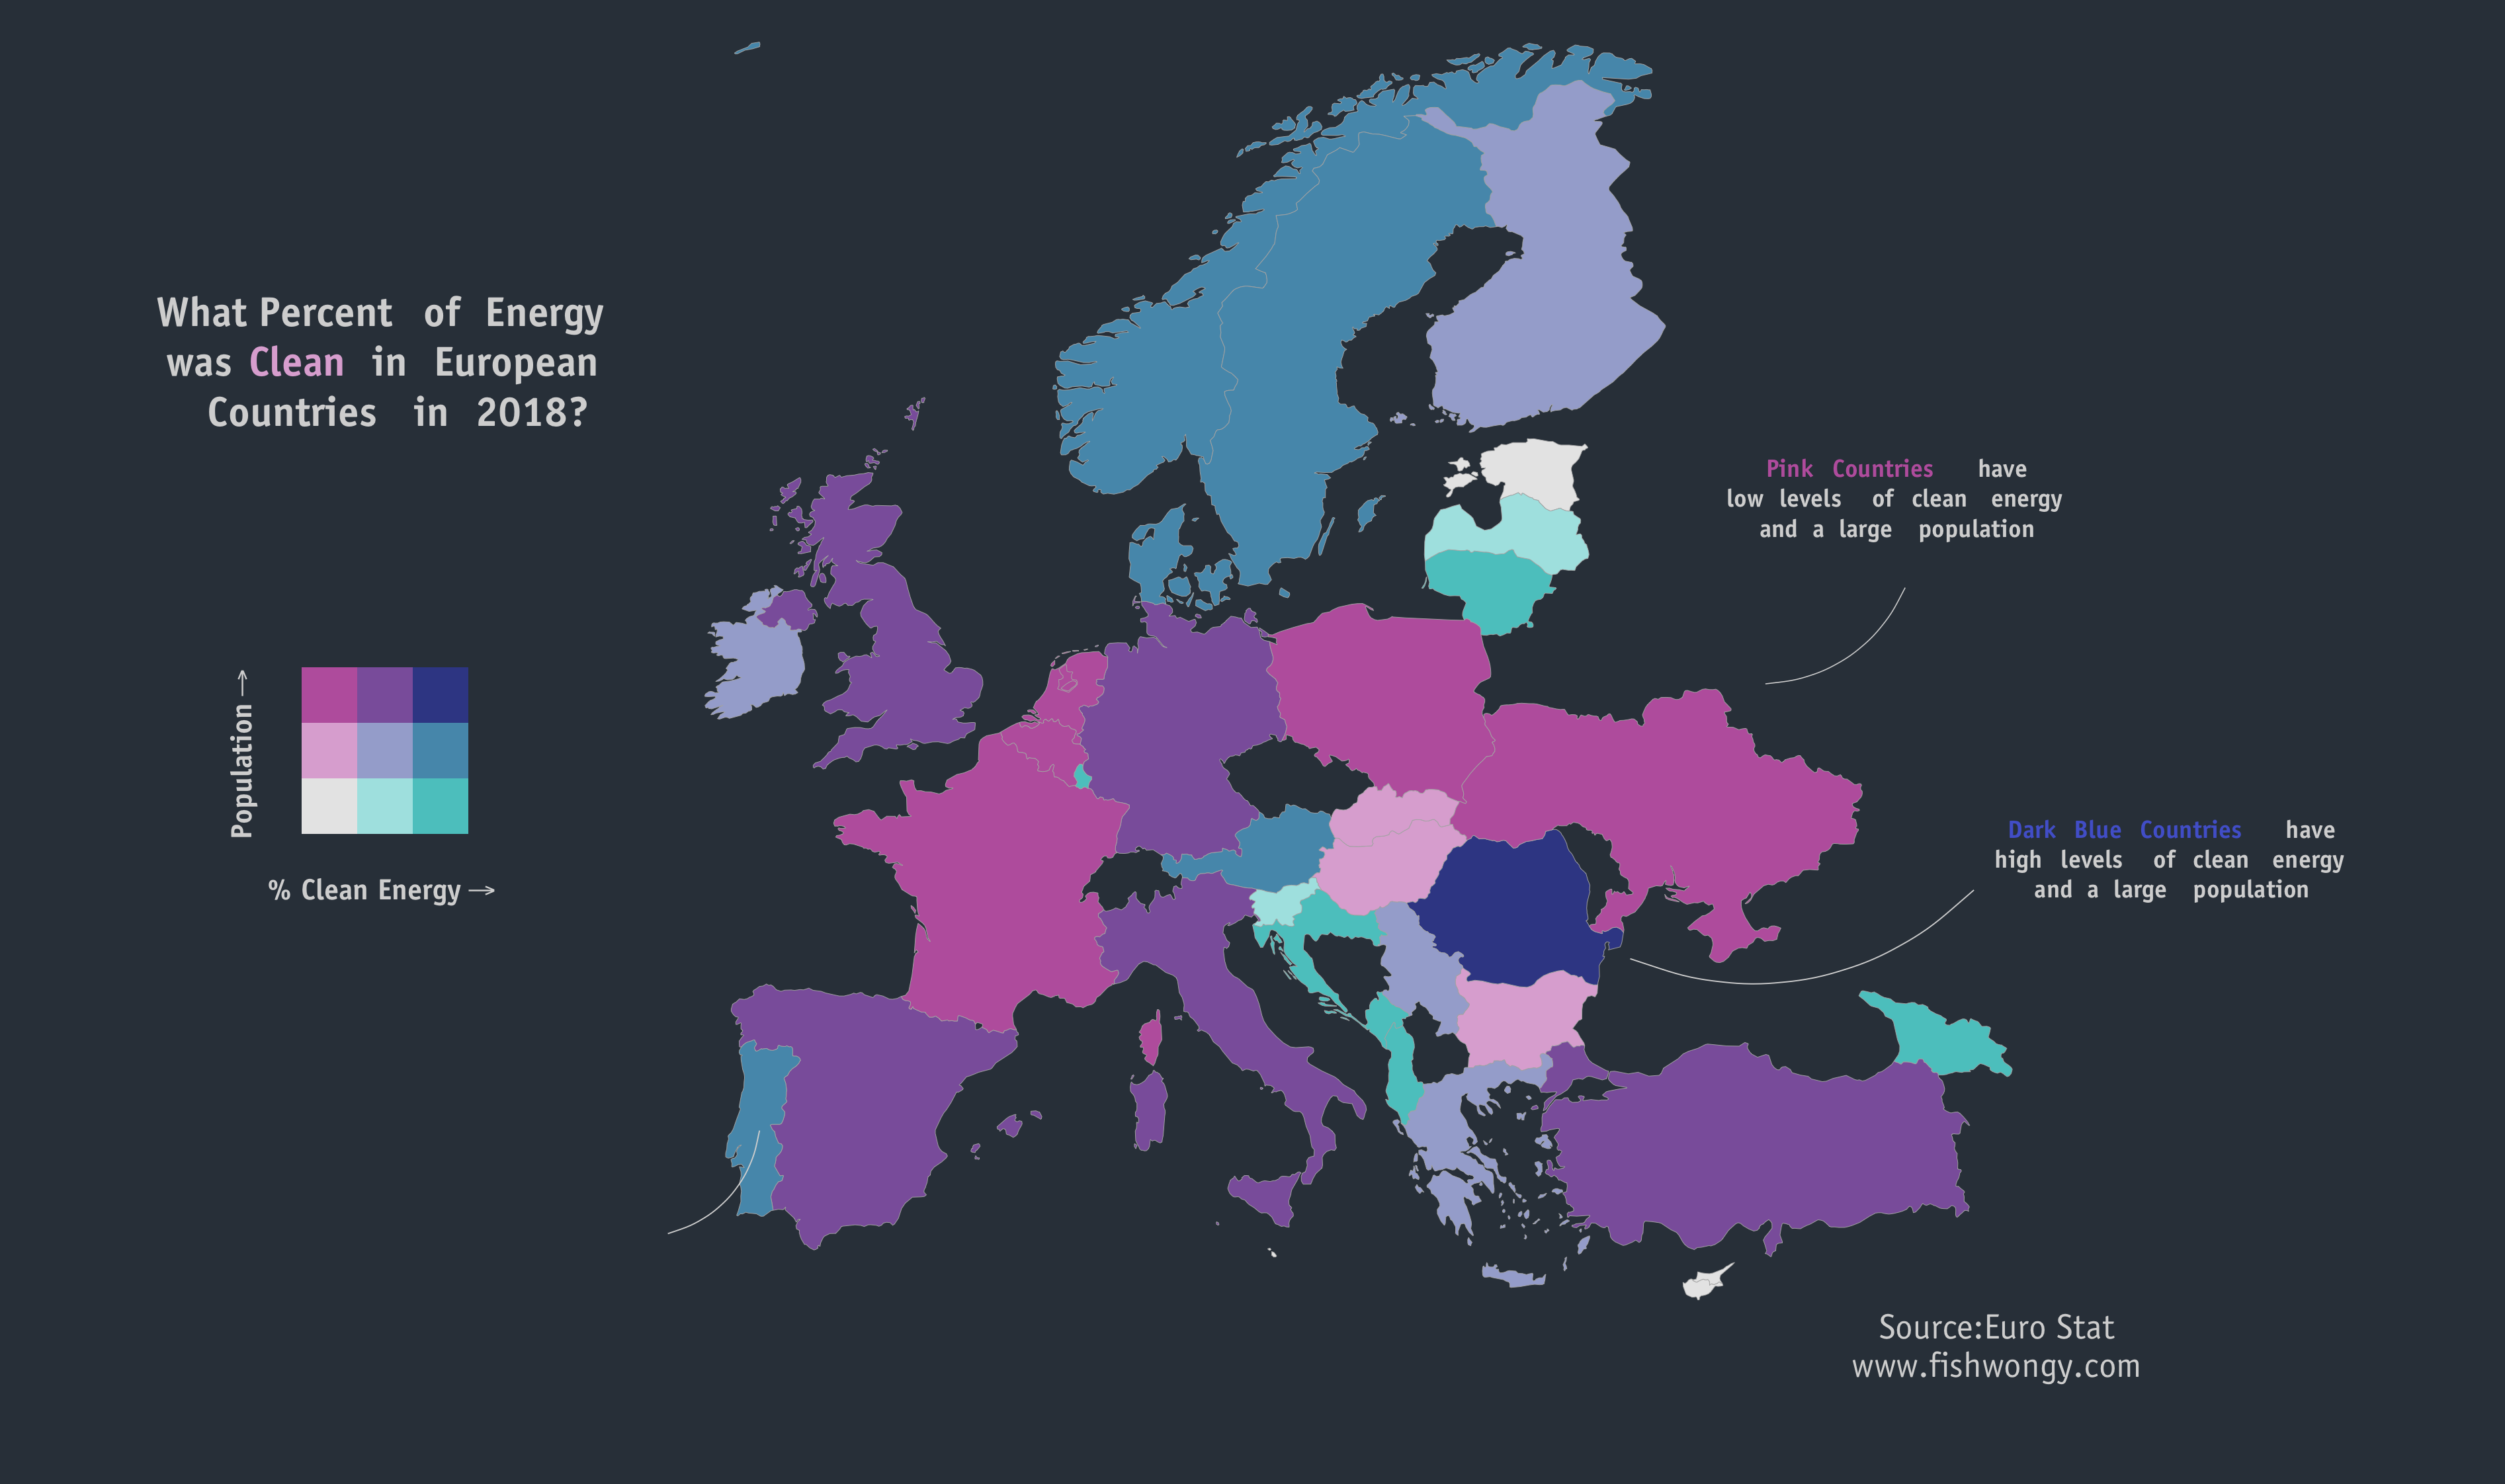 What Percent of Energy
was Clean in European
Countries in 2018?
Pink Countries have
low levels of clean energy
and a large population
Population →
% Clean Energy →
Dark Blue Countries have
high levels of clean energy
and a large population
Source:Euro Stat
www.fishwongy.com